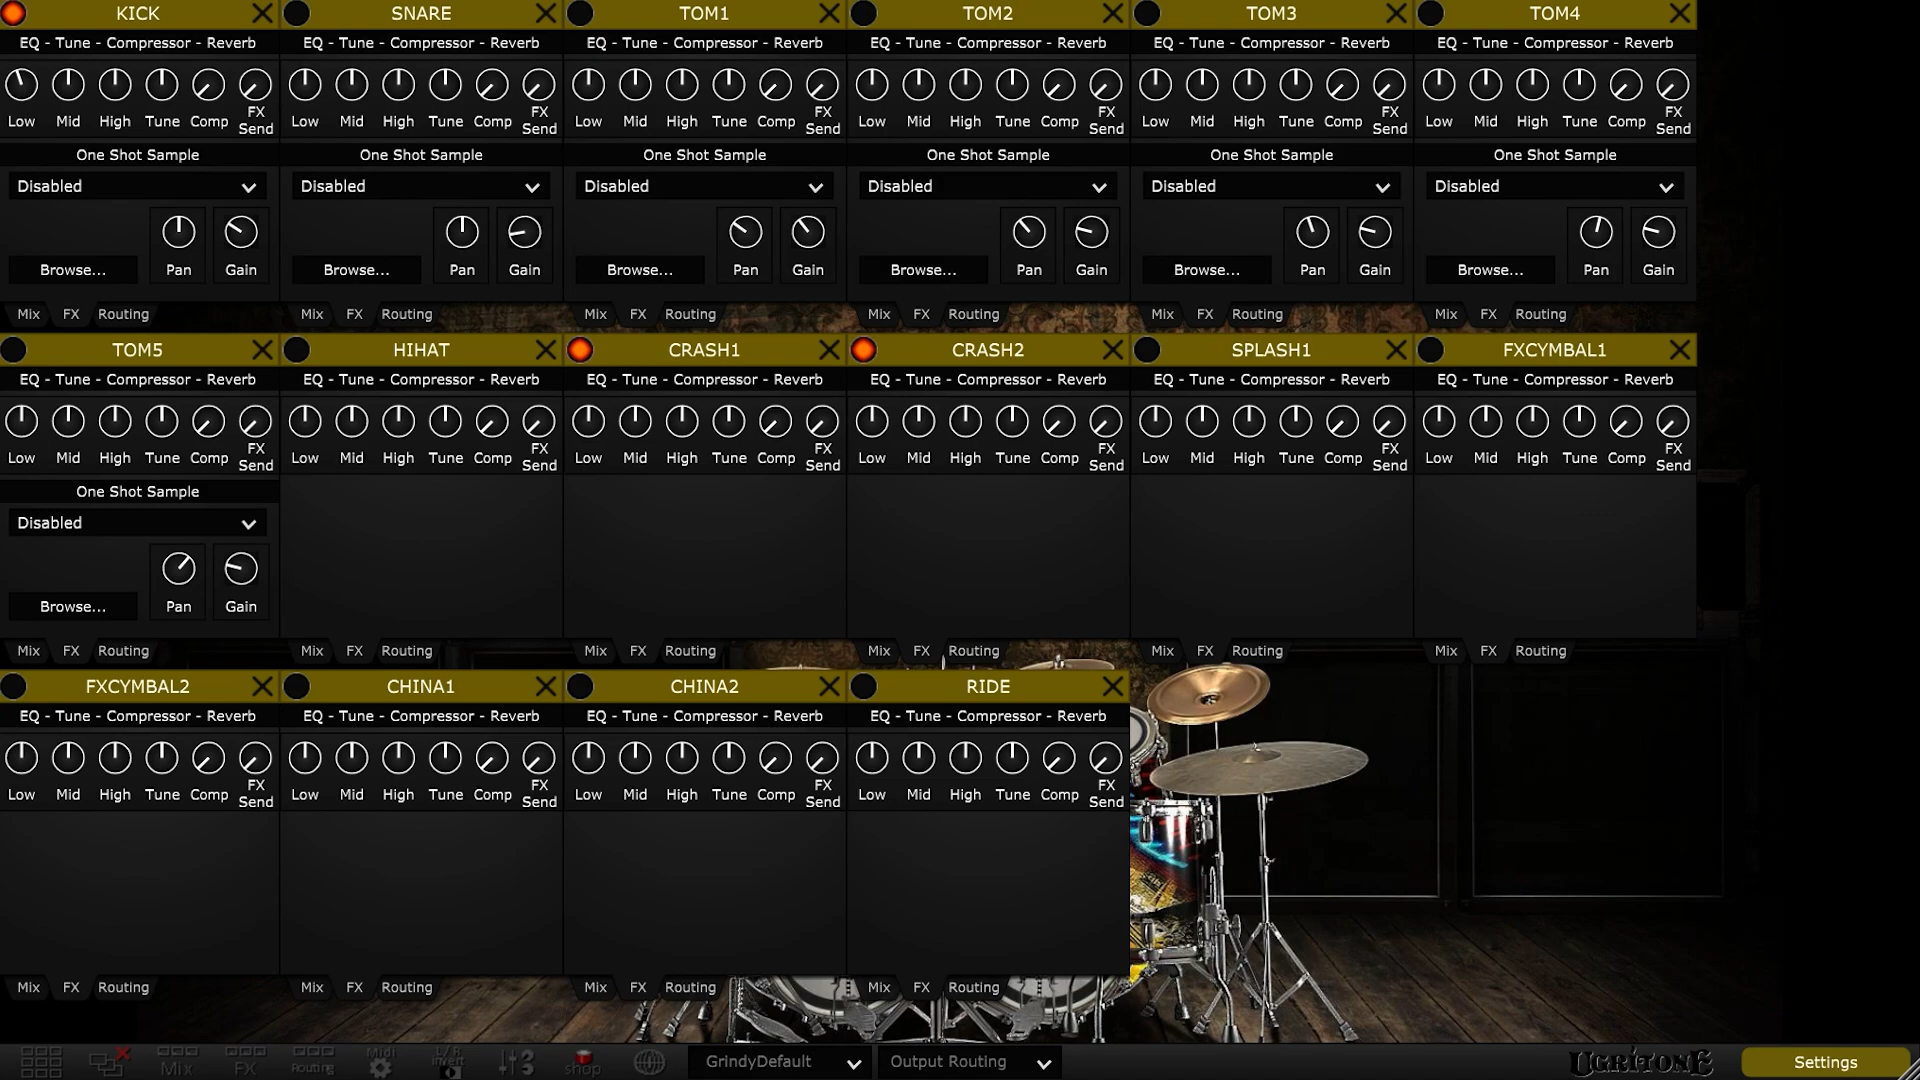 KICK SNARE TOM1 TOM2 TOM3 TOM4
EQ - Tune - Compressor - Reverb EQ - Tune - Compressor - Reverb EQ - Tune - Compressor - Reverb EQ - Tune - Compressor - Reverb EQ - Tune - Compressor - Reverb EQ - Tune - Compressor - Reverb
Low Mid High Tune Comp FX Send Low Mid High Tune Comp FX Send Low Mid High Tune Comp FX Send Low Mid High Tune Comp FX Send Low Mid High Tune Comp FX Send Low Mid High Tune Comp FX Send
One Shot Sample One Shot Sample One Shot Sample One Shot Sample One Shot Sample One Shot Sample
Disabled Disabled Disabled Disabled Disabled Disabled
Browse... Pan Gain Browse... Pan Gain Browse... Pan Gain Browse... Pan Gain Browse... Pan Gain Browse... Pan Gain
Mix FX Routing Mix FX Routing Mix FX Routing Mix FX Routing Mix FX Routing Mix FX Routing
TOM5 HIHAT CRASH1 CRASH2 SPLASH1 FXCYMBAL1
EQ - Tune - Compressor - Reverb EQ - Tune - Compressor - Reverb EQ - Tune - Compressor - Reverb EQ - Tune - Compressor - Reverb EQ - Tune - Compressor - Reverb EQ - Tune - Compressor - Reverb
Low Mid High Tune Comp FX Send Low Mid High Tune Comp FX Send Low Mid High Tune Comp FX Send Low Mid High Tune Comp FX Send Low Mid High Tune Comp FX Send Low Mid High Tune Comp FX Send
One Shot Sample
Disabled
Browse... Pan Gain
Mix FX Routing Mix FX Routing Mix FX Routing Mix FX Routing Mix FX Routing Mix FX Routing
FXCYMBAL2 CHINA1 CHINA2 RIDE
EQ - Tune - Compressor - Reverb EQ - Tune - Compressor - Reverb EQ - Tune - Compressor - Reverb EQ - Tune - Compressor - Reverb
Low Mid High Tune Comp FX Send Low Mid High Tune Comp FX Send Low Mid High Tune Comp FX Send Low Mid High Tune Comp FX Send
Mix FX Routing Mix FX Routing Mix FX Routing Mix FX Routing
Mix FX Routing Midi L/R invert shop GrindyDefault Output Routing UGRITONE Settings